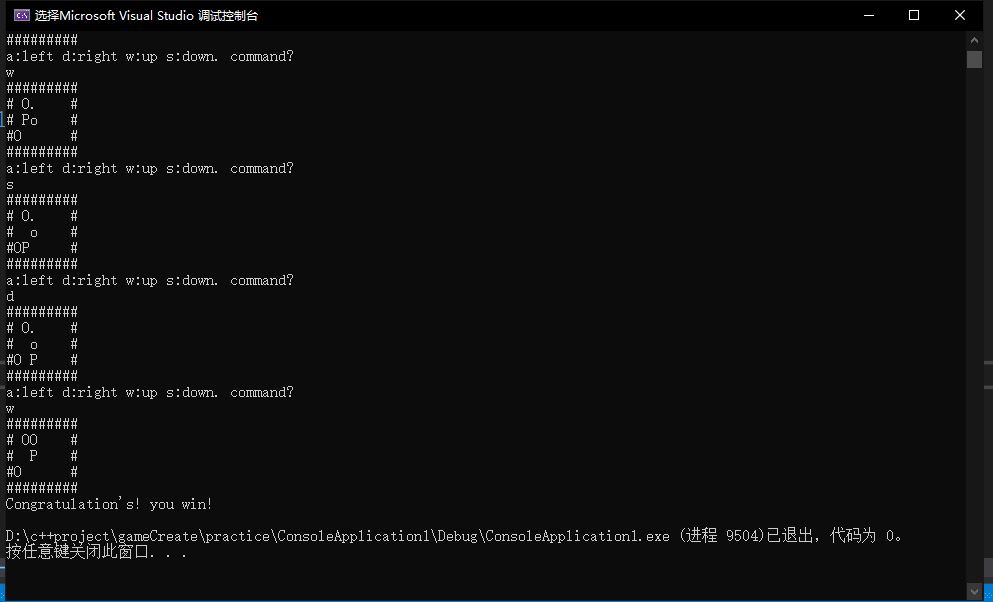 选择Microsoft Visual Studio 调试控制台
#########
a:left d:right w:up s:down. command?
w
#########
# O.    #
# Po    #
#O      #
#########
a:left d:right w:up s:down. command?
s
#########
# O.    #
#  o    #
#OP     #
#########
a:left d:right w:up s:down. command?
d
#########
# O.    #
#  o    #
#O P    #
#########
a:left d:right w:up s:down. command?
w
#########
# OO    #
#  P    #
#O      #
#########
Congratulation's! you win!
D:\c++project\gameCreate\practice\ConsoleApplication1\Debug\ConsoleApplication1.exe (进程 9504)已退出，代码为 0。
按任意键关闭此窗口. . .